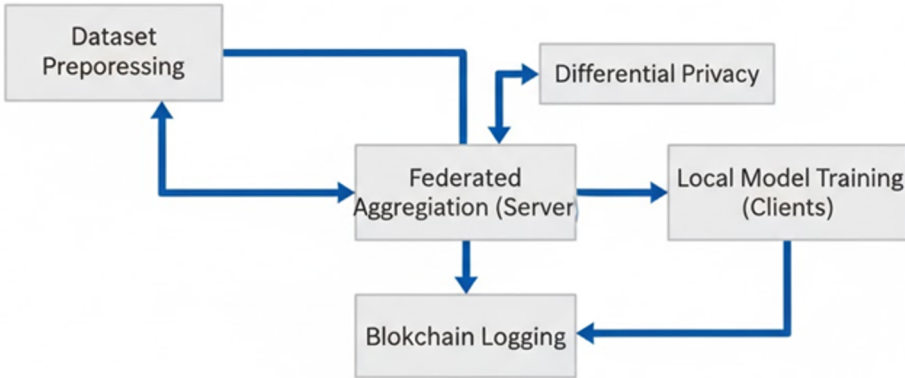 Dataset
Preporessing
Differential Privacy
Federated
Aggregiation (Server)
Local Model Training
(Clients)
Blokchain Logging